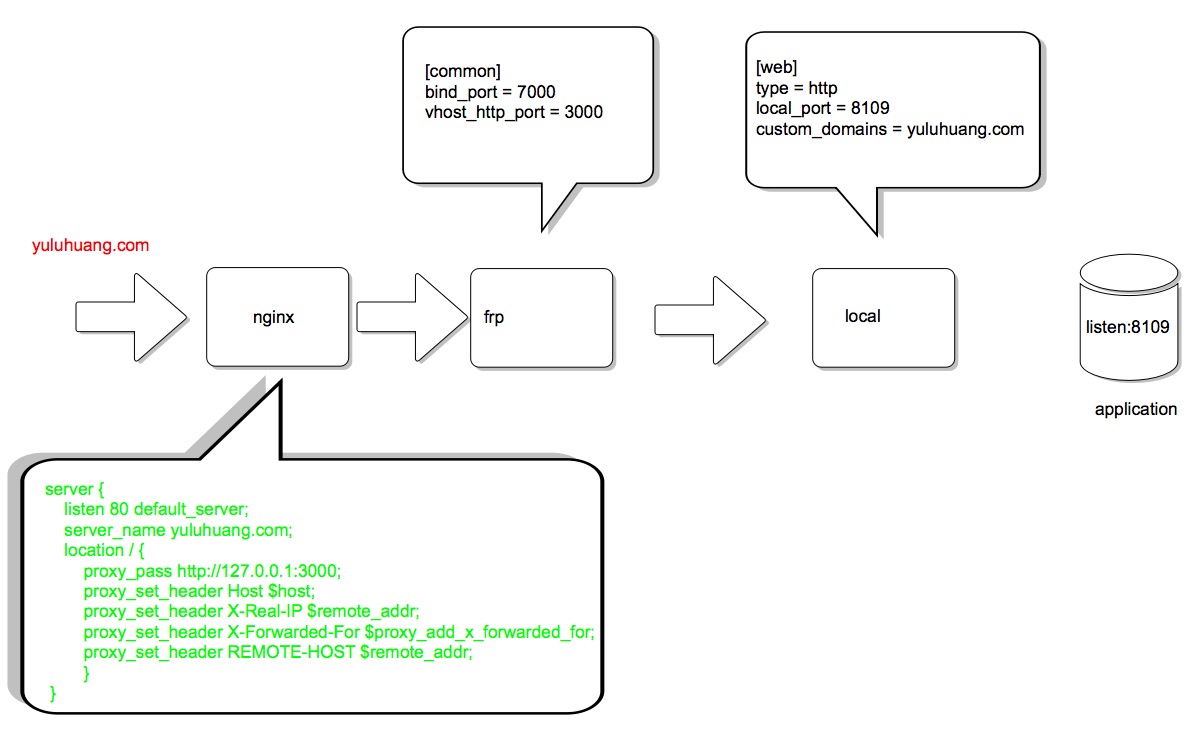 [common]
bind_port = 7000
vhost_http_port = 3000
[web]
type = http
local_port = 8109
custom_domains = yuluhuang.com
yuluhuang.com
nginx
frp
local
listen:8109
application
server {
listen 80 default_server;
server_name yuluhuang.com;
location / {
proxy_pass http://127.0.0.1:3000;
proxy_set_header Host $host;
proxy_set_header X-Real-IP $remote_addr;
proxy_set_header X-Forwarded-For $proxy_add_x_forwarded_for;
proxy_set_header REMOTE-HOST $remote_addr;
}
}